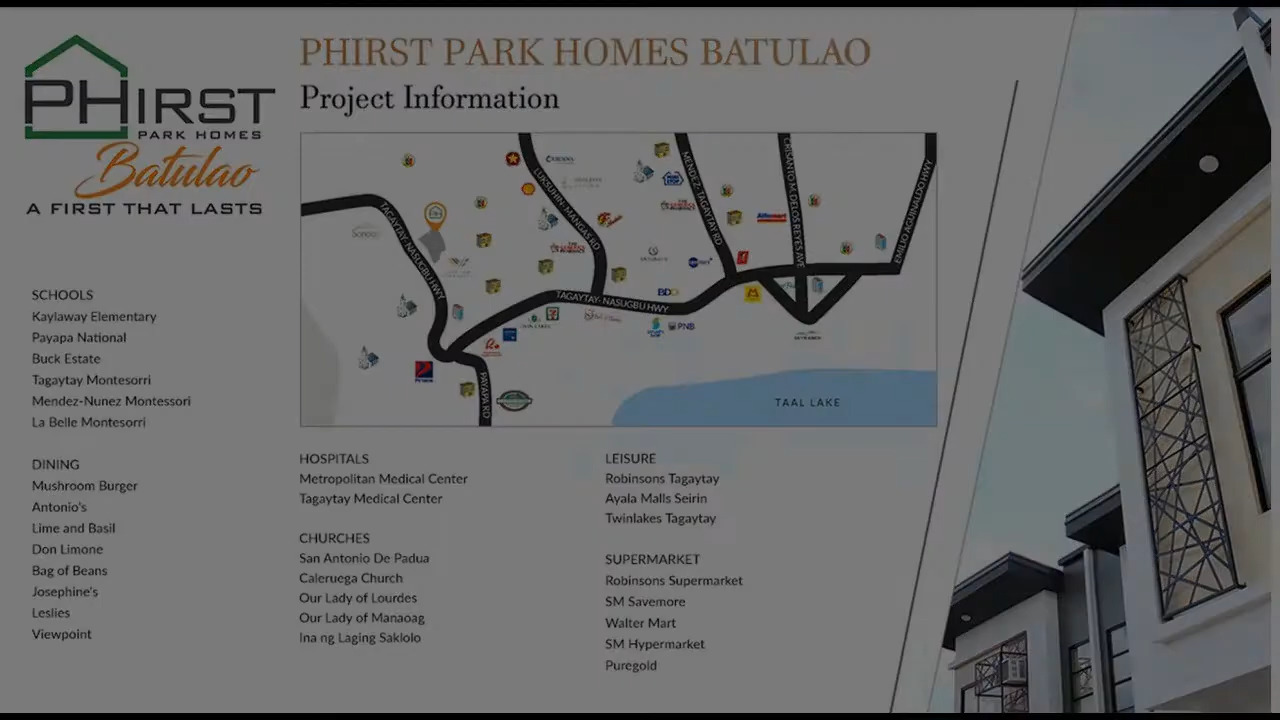 PHIRST
PARK HOMES
Batulao
A FIRST THAT LASTS
PHIRST PARK HOMES BATULAO
Project Information
TAGAYTAY-NASUGBU HWY
LUKSUHIN-MANGAS RD
MENDEZ-TAGAYTAY RD
CRISANTO M. DELOS REYES AVE
EMILIO AGUINALDO HWY
TAGAYTAY-NASUGBU HWY
PAYAPA RD
Alfamart
BDO
PNB
Petron
TAAL LAKE
SCHOOLS
Kaylaway Elementary
Payapa National
Buck Estate
Tagaytay Montesorri
Mendez-Nunez Montessori
La Belle Montesorri
DINING
Mushroom Burger
Antonio's
Lime and Basil
Don Limone
Bag of Beans
Josephine's
Leslies
Viewpoint
HOSPITALS
Metropolitan Medical Center
Tagaytay Medical Center
CHURCHES
San Antonio De Padua
Caleruega Church
Our Lady of Lourdes
Our Lady of Manaoag
Ina ng Laging Saklolo
LEISURE
Robinsons Tagaytay
Ayala Malls Seirin
Twinlakes Tagaytay
SUPERMARKET
Robinsons Supermarket
SM Savemore
Walter Mart
SM Hypermarket
Puregold